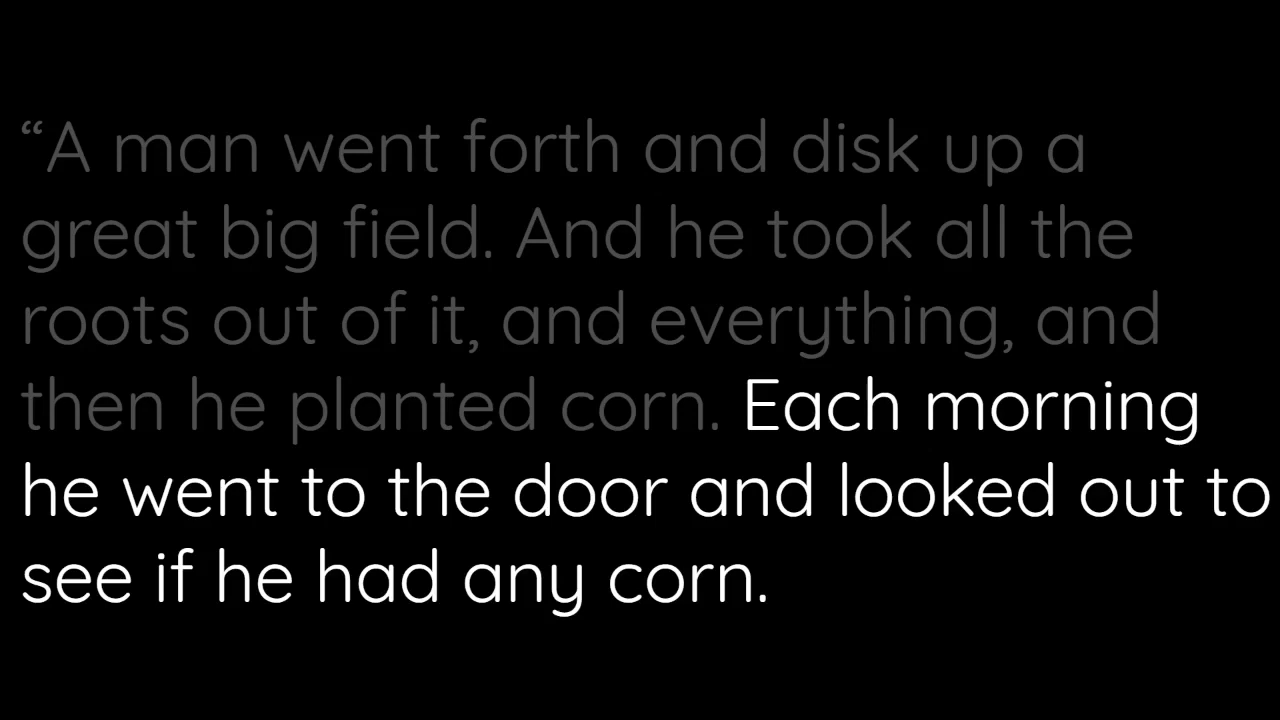 “A man went forth and disk up a
great big field. And he took all the
roots out of it, and everything, and
then he planted corn. Each morning
he went to the door and looked out to
see if he had any corn.